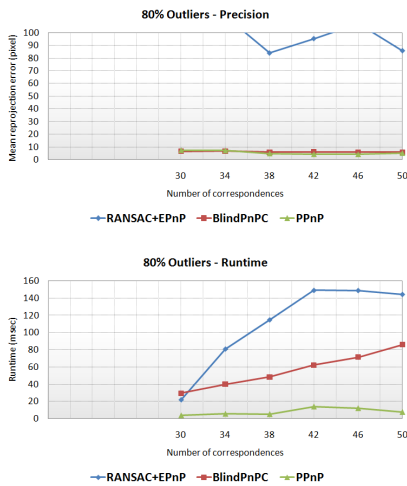 80% Outliers - Precision
Mean reprojection error (pixel)
100
90
80
70
60
50
40
30
20
10
0
30 34 38 42 46 50
Number of correspondences
RANSAC+EPnP BlindPnPC PPnP
80% Outliers - Runtime
Runtime (msec)
160
140
120
100
80
60
40
20
0
30 34 38 42 46 50
Number of correspondences
RANSAC+EPnP BlindPnPC PPnP